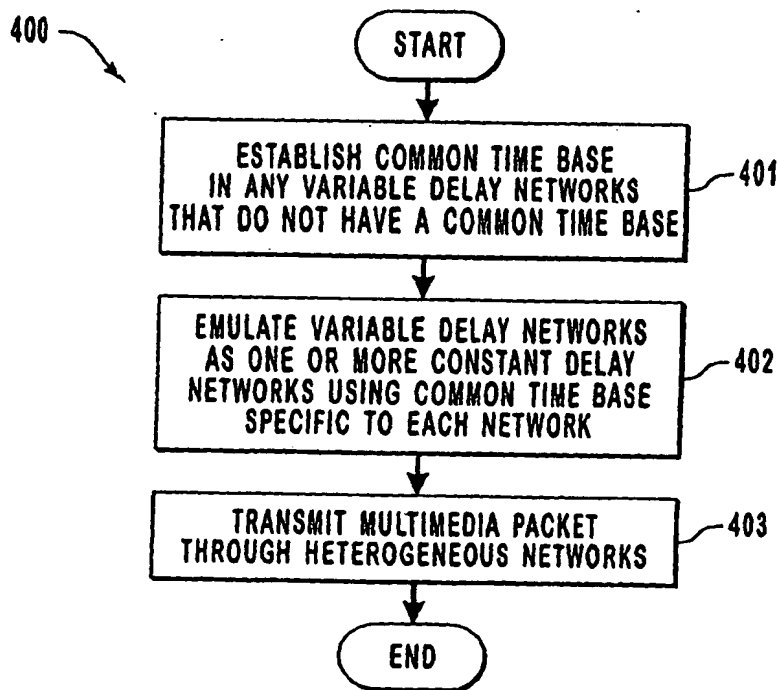 400
START
ESTABLISH COMMON TIME BASE
IN ANY VARIABLE DELAY NETWORKS
THAT DO NOT HAVE A COMMON TIME BASE
401
EMULATE VARIABLE DELAY NETWORKS
AS ONE OR MORE CONSTANT DELAY
NETWORKS USING COMMON TIME BASE
SPECIFIC TO EACH NETWORK
402
TRANSMIT MULTIMEDIA PACKET
THROUGH HETEROGENEOUS NETWORKS
403
END